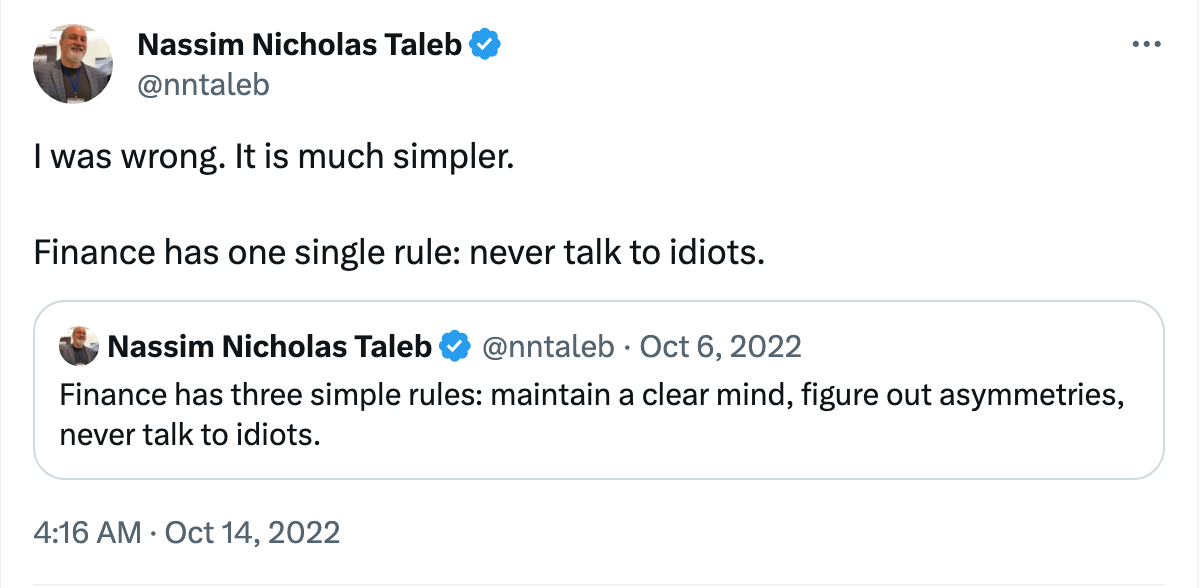 Nassim Nicholas Taleb
@nntaleb
I was wrong. It is much simpler.
Finance has one single rule: never talk to idiots.
Nassim Nicholas Taleb @nntaleb · Oct 6, 2022
Finance has three simple rules: maintain a clear mind, figure out asymmetries,
never talk to idiots.
4:16 AM · Oct 14, 2022